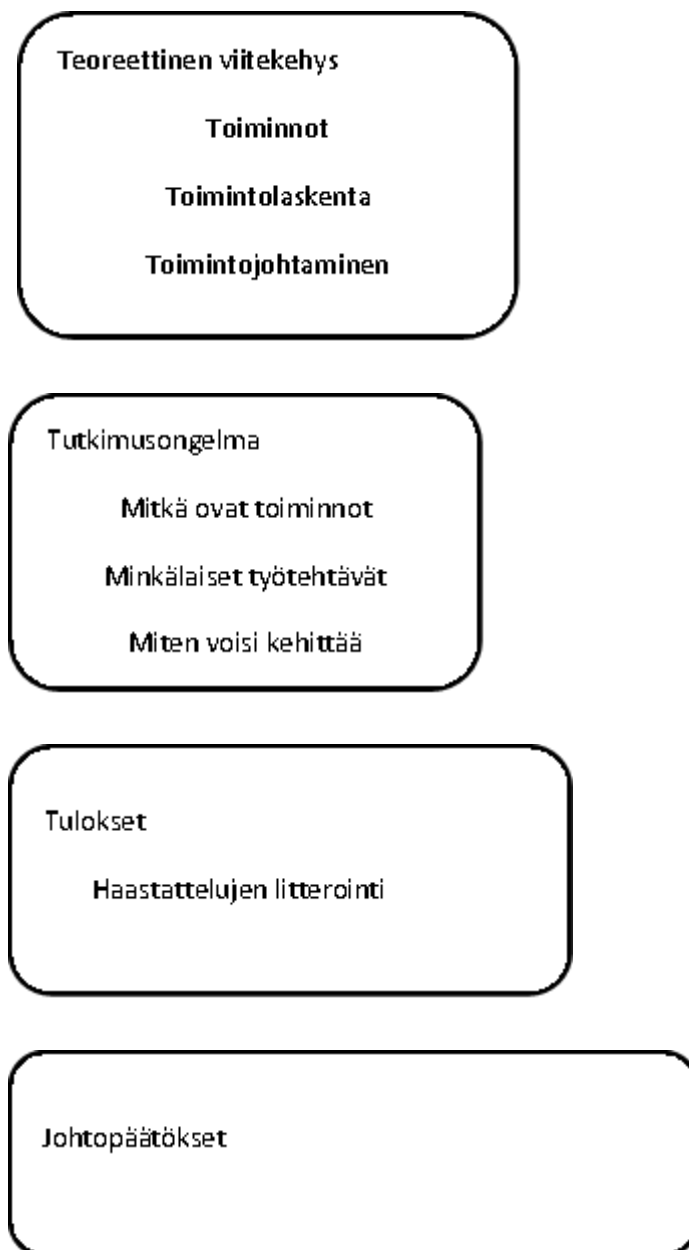 Teoreettinen viitekehys
Toiminnot
Toimintolaskenta
Toimintojohtaminen
Tutkimusongelma
Mitkä ovat toiminnot
Minkälaiset työtehtävät
Miten voisi kehittää
Tulokset
Haastattelujen litterointi
Johtopäätökset